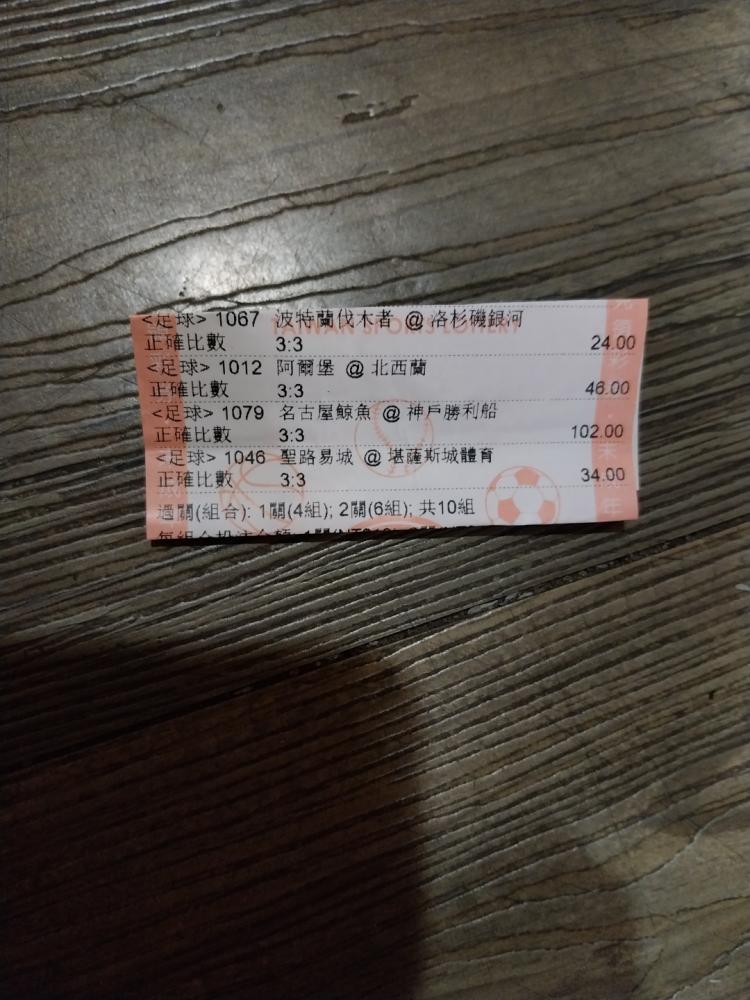 TAIWAN SPORTS LOTTERY
<足球> 1067 波特蘭伐木者 @ 洛杉磯銀河
正確比數 3:3 24.00
<足球> 1012 阿爾堡 @ 北西蘭
正確比數 3:3 46.00
<足球> 1079 名古屋鯨魚 @ 神戶勝利船
正確比數 3:3 102.00
<足球> 1046 聖路易城 @ 堪薩斯城體育
正確比數 3:3 34.00
過關(組合): 1關(4組); 2關(6組); 共10組